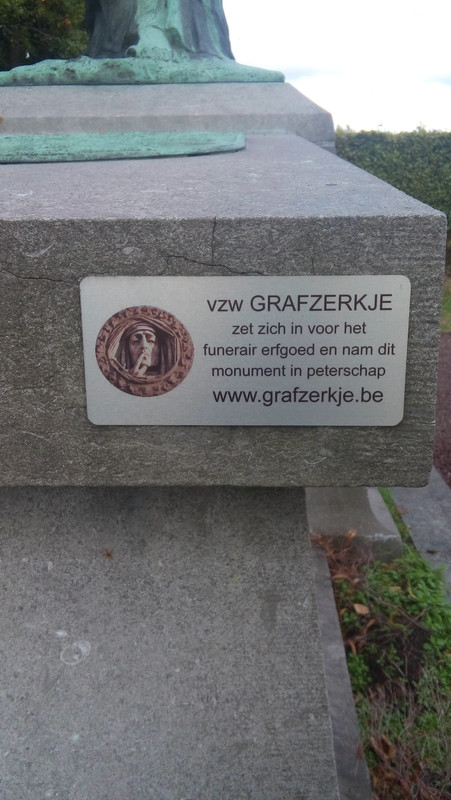 vzw GRAFZERKJE
zet zich in voor het
funerair erfgoed en nam dit
monument in peterschap
www.grafzerkje.be